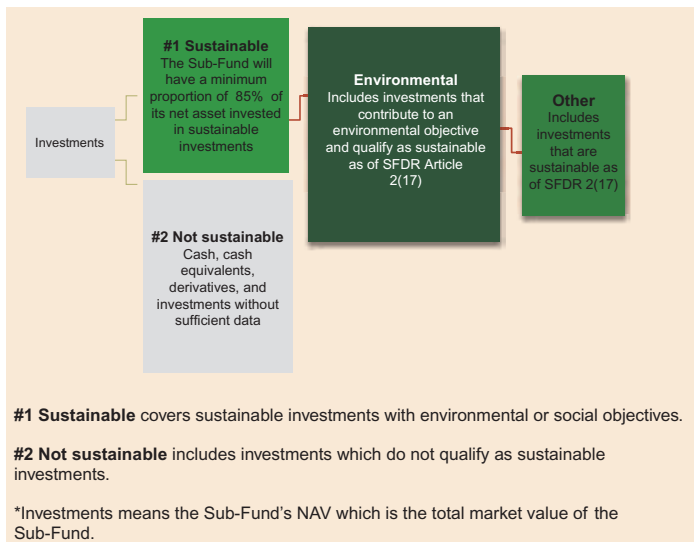 Investments
#1 Sustainable
The Sub-Fund will
have a minimum
proportion of 85% of
its net asset invested
in sustainable
investments
#2 Not sustainable
Cash, cash
equivalents,
derivatives, and
investments without
sufficient data
Environmental
Includes investments that
contribute to an
environmental objective
and qualify as sustainable
as of SFDR Article
2(17)
Other
Includes
investments
that are
sustainable as
of SFDR 2(17)
#1 Sustainable covers sustainable investments with environmental or social objectives.
#2 Not sustainable includes investments which do not qualify as sustainable
investments.
*Investments means the Sub-Fund's NAV which is the total market value of the
Sub-Fund.